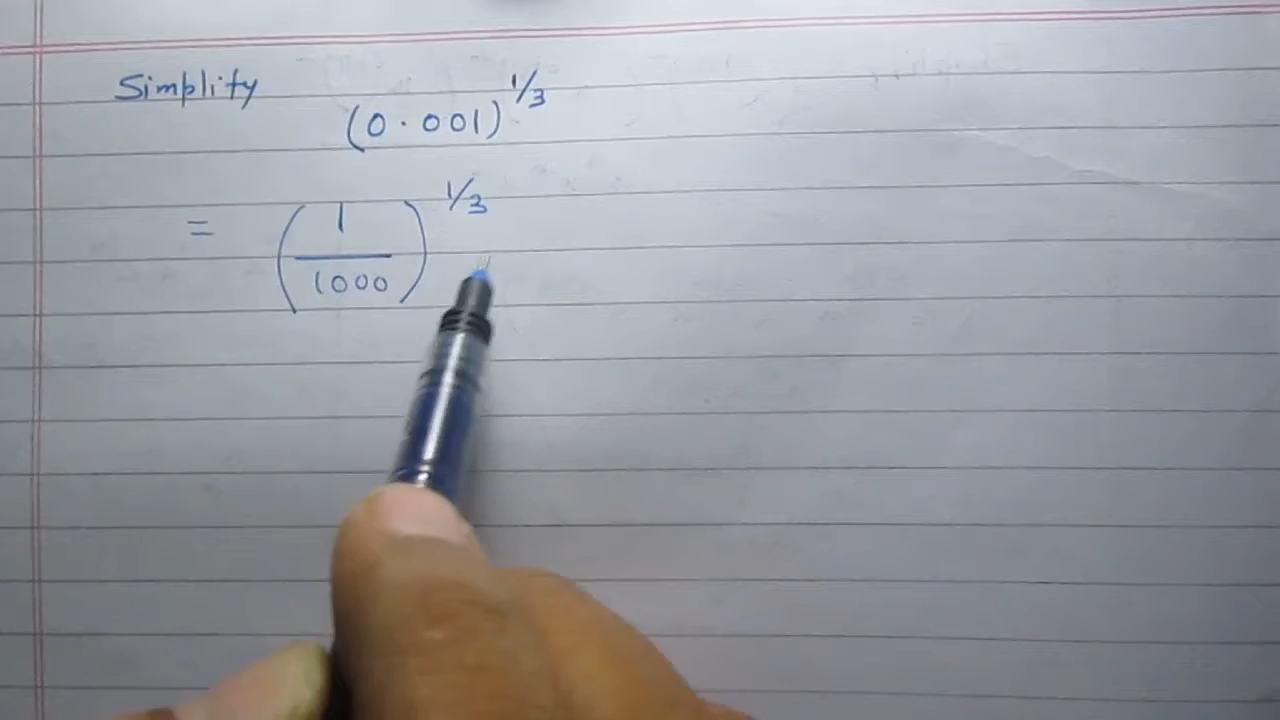 Simplify (0.001)^1/3
= (1/1000)^1/3